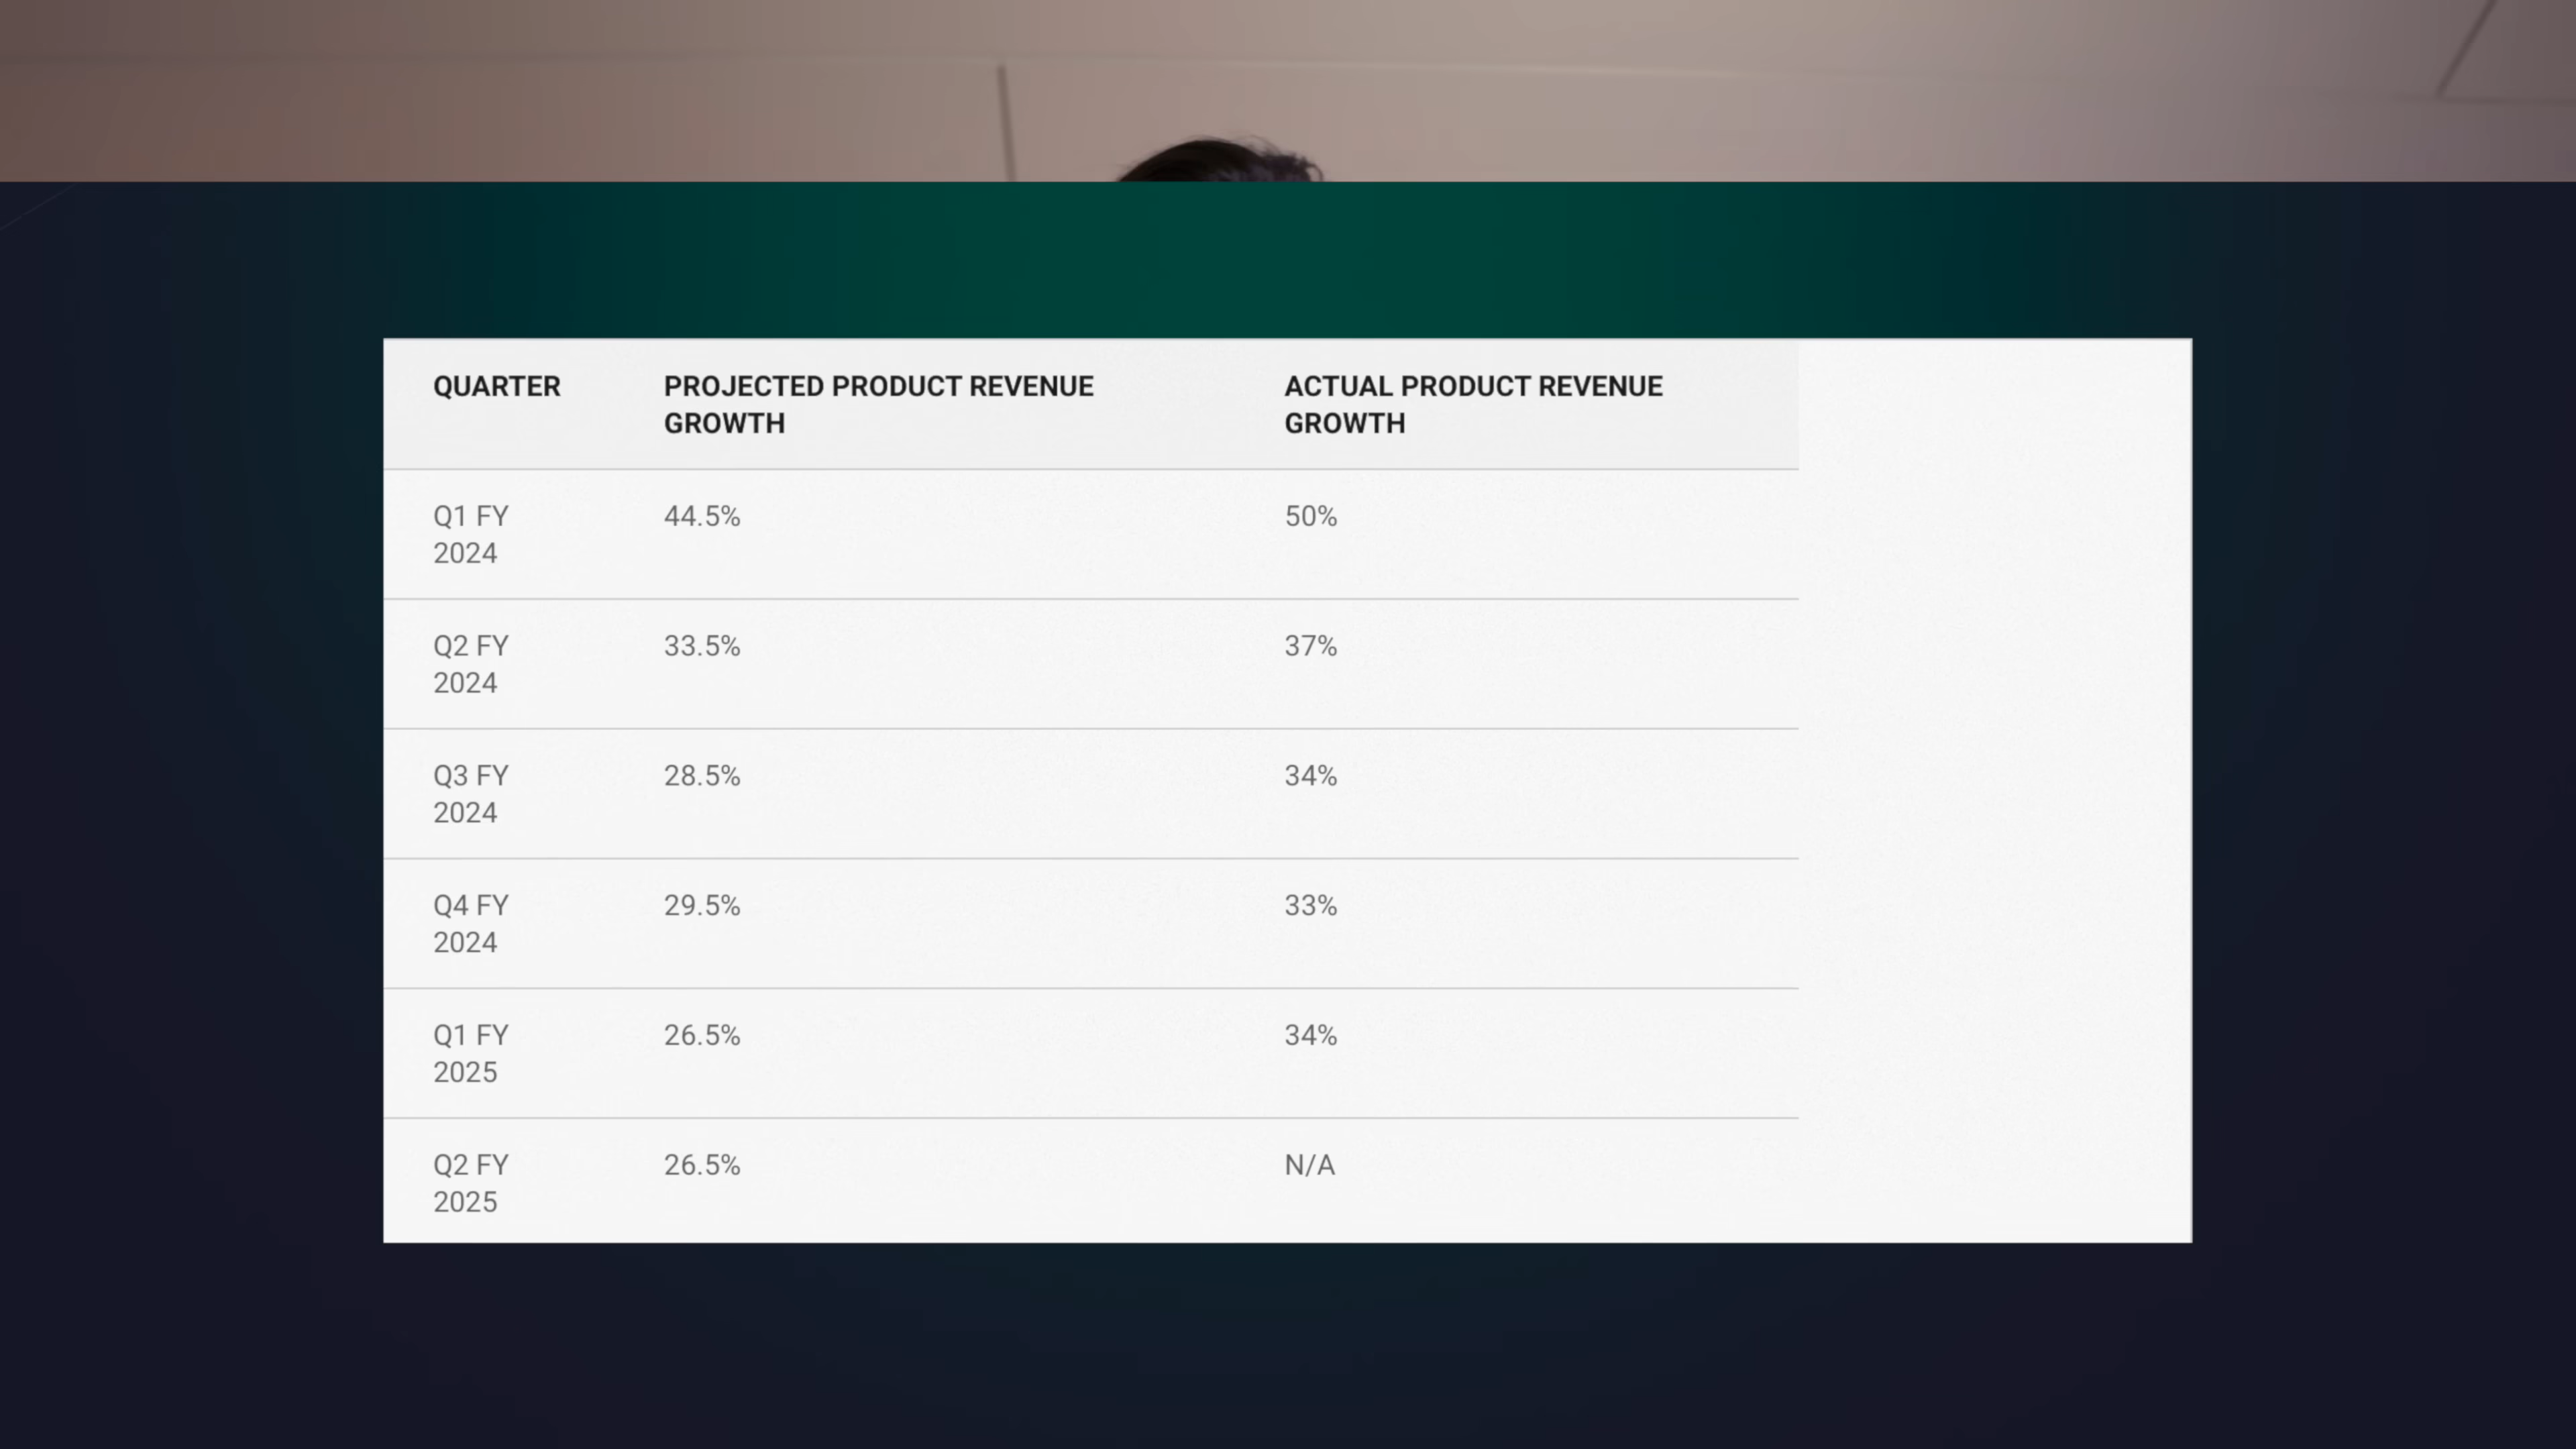 QUARTER
PROJECTED PRODUCT REVENUE
GROWTH
ACTUAL PRODUCT REVENUE
GROWTH
Q1 FY
2024
44.5%
50%
Q2 FY
2024
33.5%
37%
Q3 FY
2024
28.5%
34%
Q4 FY
2024
29.5%
33%
Q1 FY
2025
26.5%
34%
Q2 FY
2025
26.5%
N/A